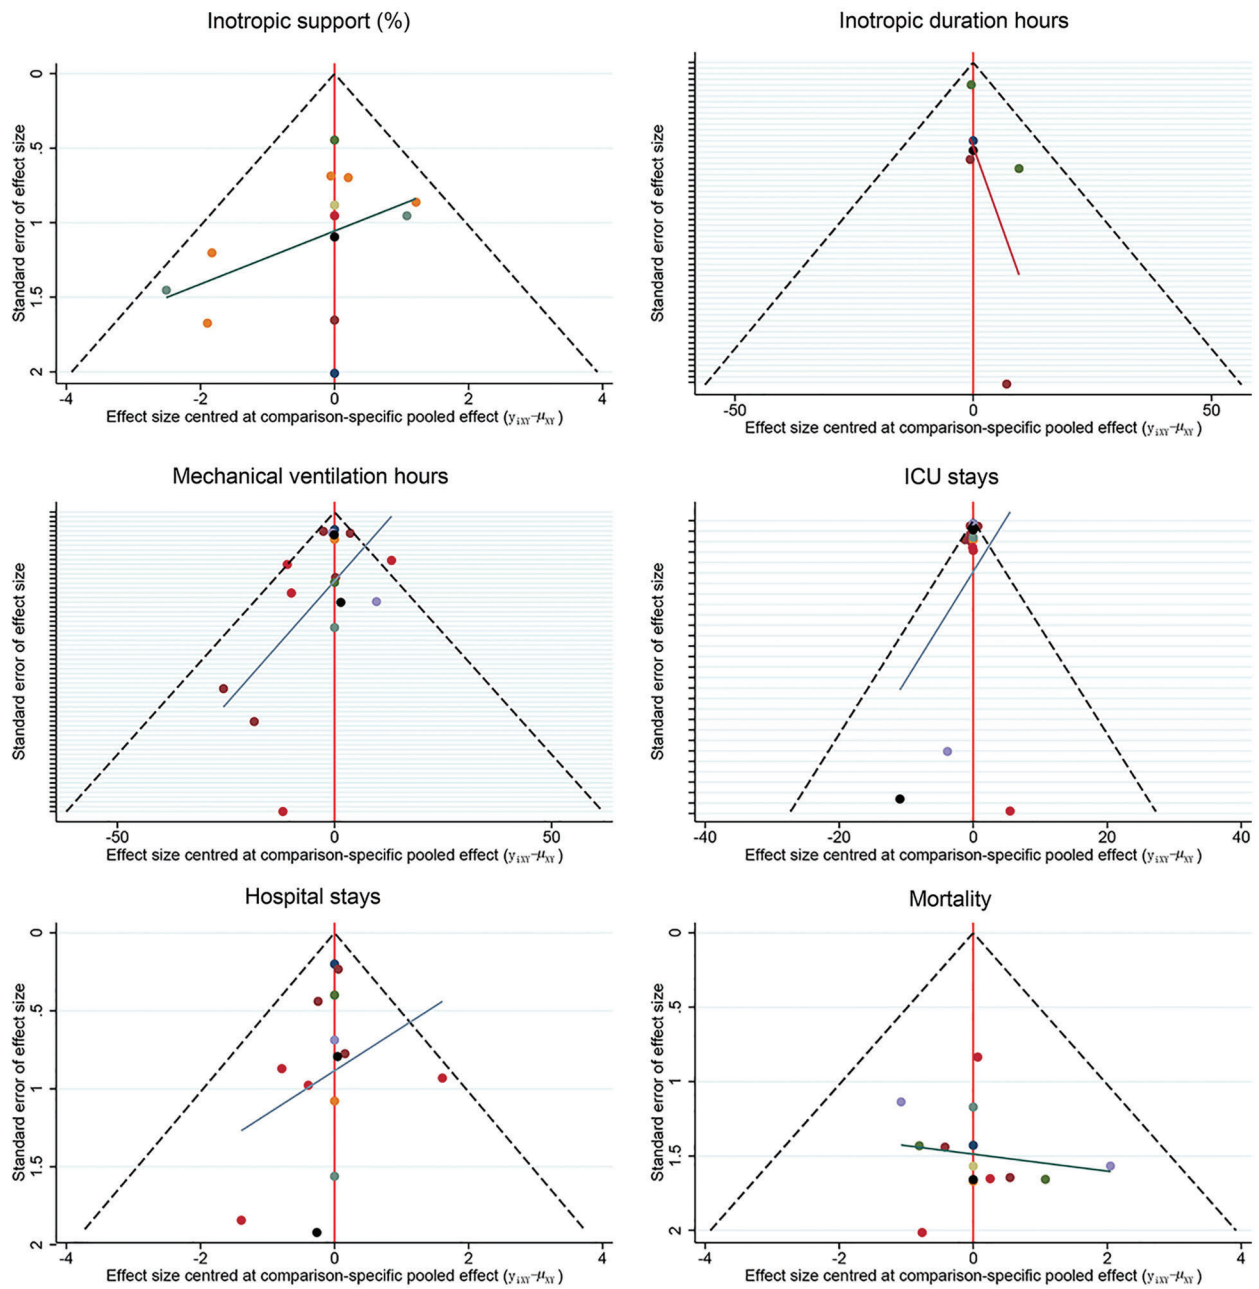 Inotropic support (%)
Standard error of effect size
0
.5
1
1.5
2
-4
-2
0
2
4
Effect size centred at comparison-specific pooled effect (yiXY-μXY)
Inotropic duration hours
Standard error of effect size
-50
0
50
Effect size centred at comparison-specific pooled effect (yiXY-μXY)
Mechanical ventilation hours
Standard error of effect size
-50
0
50
Effect size centred at comparison-specific pooled effect (yiXY-μXY)
ICU stays
Standard error of effect size
-40
-20
0
20
40
Effect size centred at comparison-specific pooled effect (yiXY-μXY)
Hospital stays
Standard error of effect size
0
.5
1
1.5
2
-4
-2
0
2
4
Effect size centred at comparison-specific pooled effect (yiXY-μXY)
Mortality
Standard error of effect size
0
.5
1
1.5
2
-4
-2
0
2
4
Effect size centred at comparison-specific pooled effect (yiXY-μXY)